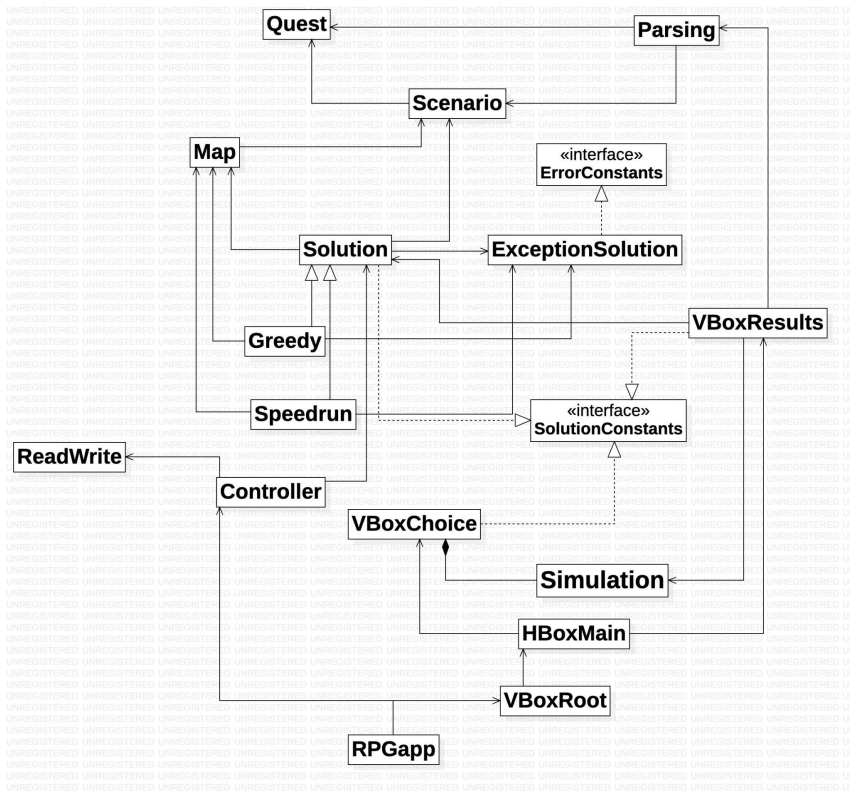 Quest
Parsing
Scenario
Map
«interface»
ErrorConstants
Solution
ExceptionSolution
VBoxResults
Greedy
Speedrun
«interface»
SolutionConstants
ReadWrite
Controller
VBoxChoice
Simulation
HBoxMain
VBoxRoot
RPGapp